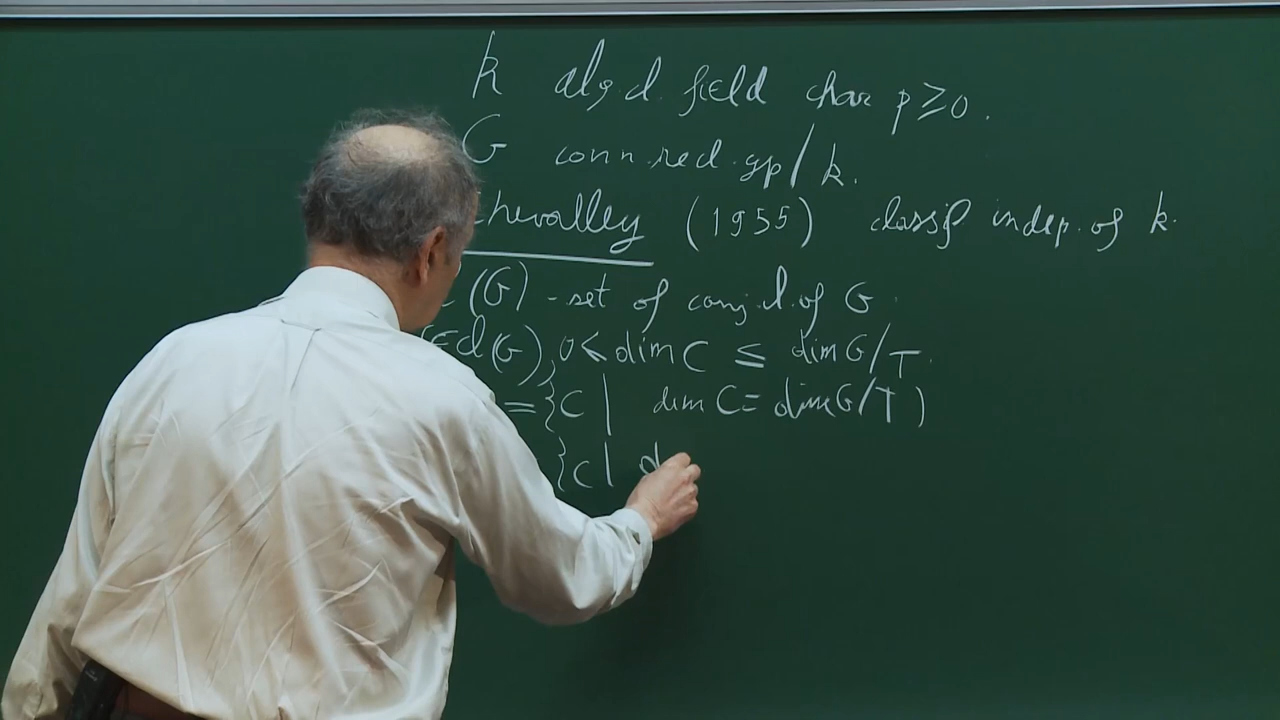 k alg.cl. field char p ≥ 0.
G conn. red. gp/k.
Chevalley (1955) classif indep. of k.
(G) - set of conj. cl. of G.
∈ cl(G), 0 ≤ dim C ≤ dim G/T.
= {C | dim C = dim G/T}
{C | d